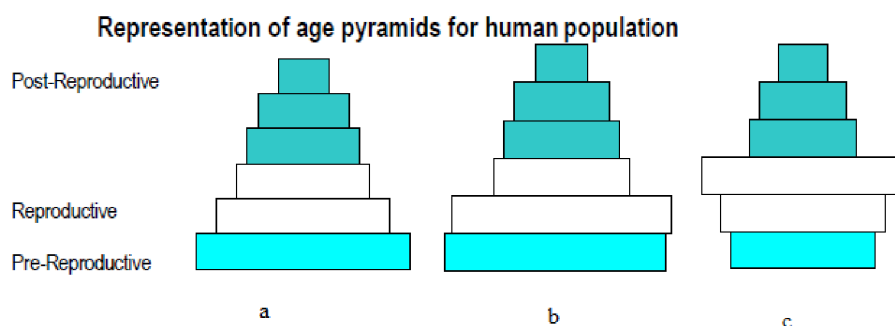 Representation of age pyramids for human population
Post-Reproductive
Reproductive
Pre-Reproductive
a
b
c